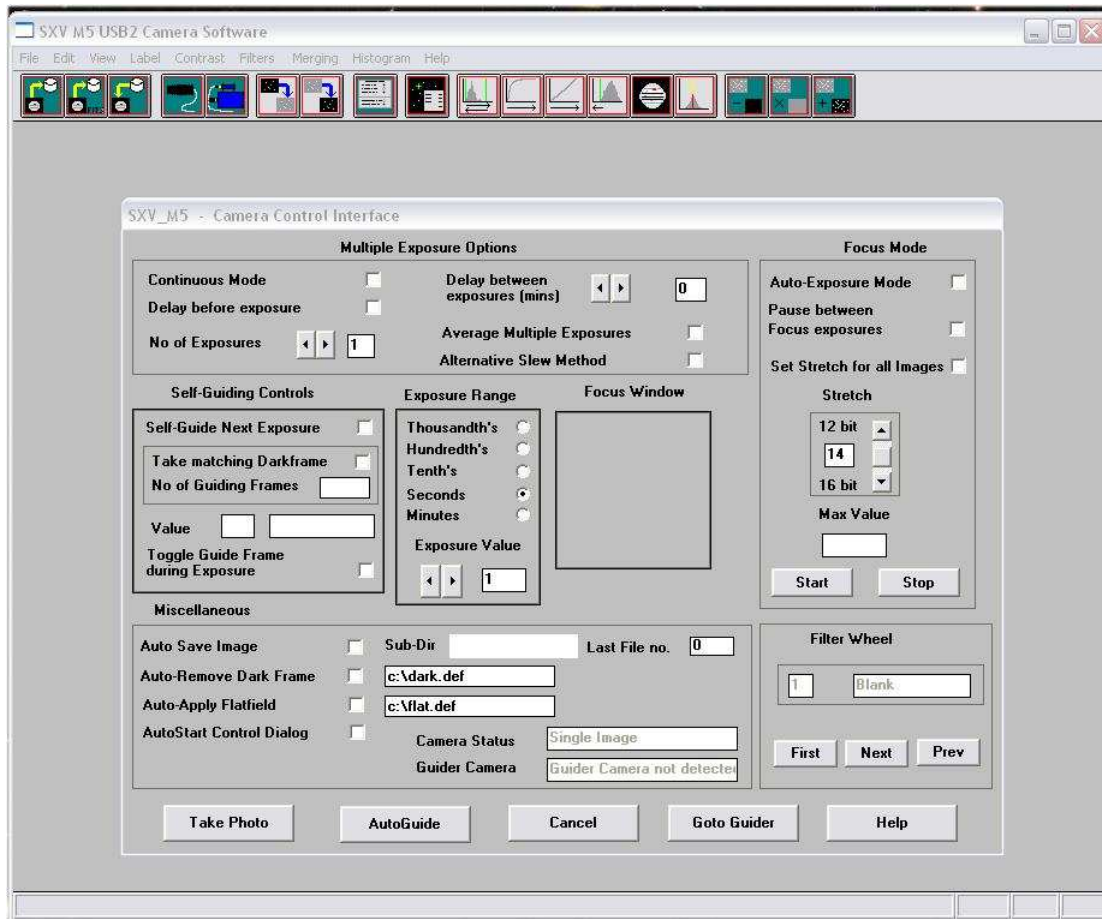 SXV M5 USB2 Camera Software
File Edit View Label Contrast Filters Merging Histogram Help
SXV_M5 - Camera Control Interface
Multiple Exposure Options
Continuous Mode
Delay before exposure
No of Exposures 1
Delay between
exposures (mins) 0
Average Multiple Exposures
Alternative Slew Method
Focus Mode
Auto-Exposure Mode
Pause between
Focus exposures
Set Stretch for all Images
Stretch
12 bit
14
16 bit
Max Value
Start Stop
Self-Guiding Controls
Self-Guide Next Exposure
Take matching Darkframe
No of Guiding Frames
Value
Toggle Guide Frame
during Exposure
Exposure Range
Thousandth's
Hundredth's
Tenth's
Seconds
Minutes
Exposure Value
1
Focus Window
Miscellaneous
Auto Save Image Sub-Dir Last File no. 0
Auto-Remove Dark Frame c:\dark.def
Auto-Apply Flatfield c:\flat.def
AutoStart Control Dialog
Camera Status Single Image
Guider Camera Guider Camera not detected
Filter Wheel
1 Blank
First Next Prev
Take Photo AutoGuide Cancel Goto Guider Help